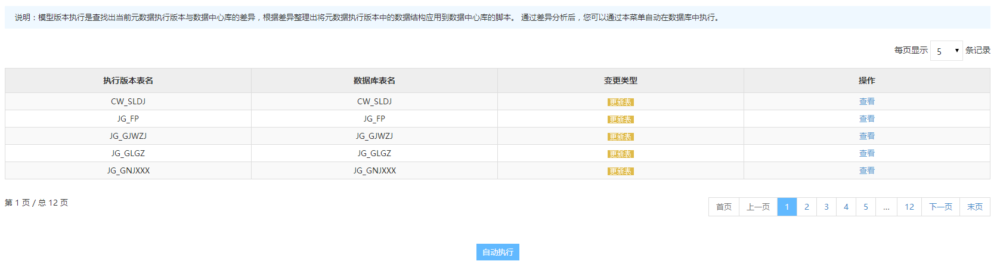 说明：模型版本执行是查找出当前元数据执行版本与数据中心库的差异，根据差异整理出将元数据执行版本中的数据结构应用到数据中心库的脚本。 通过差异分析后，您可以通过本菜单自动在数据库中执行。
每页显示 5 条记录
执行版本表名 数据库表名 变更类型 操作
CW_SLDJ CW_SLDJ 更新表 查看
JG_FP JG_FP 更新表 查看
JG_GJWZJ JG_GJWZJ 更新表 查看
JG_GLGZ JG_GLGZ 更新表 查看
JG_GNJXXX JG_GNJXXX 更新表 查看
第 1 页 / 总 12 页 首页 上一页 1 2 3 4 5 ... 12 下一页 末页
自动执行